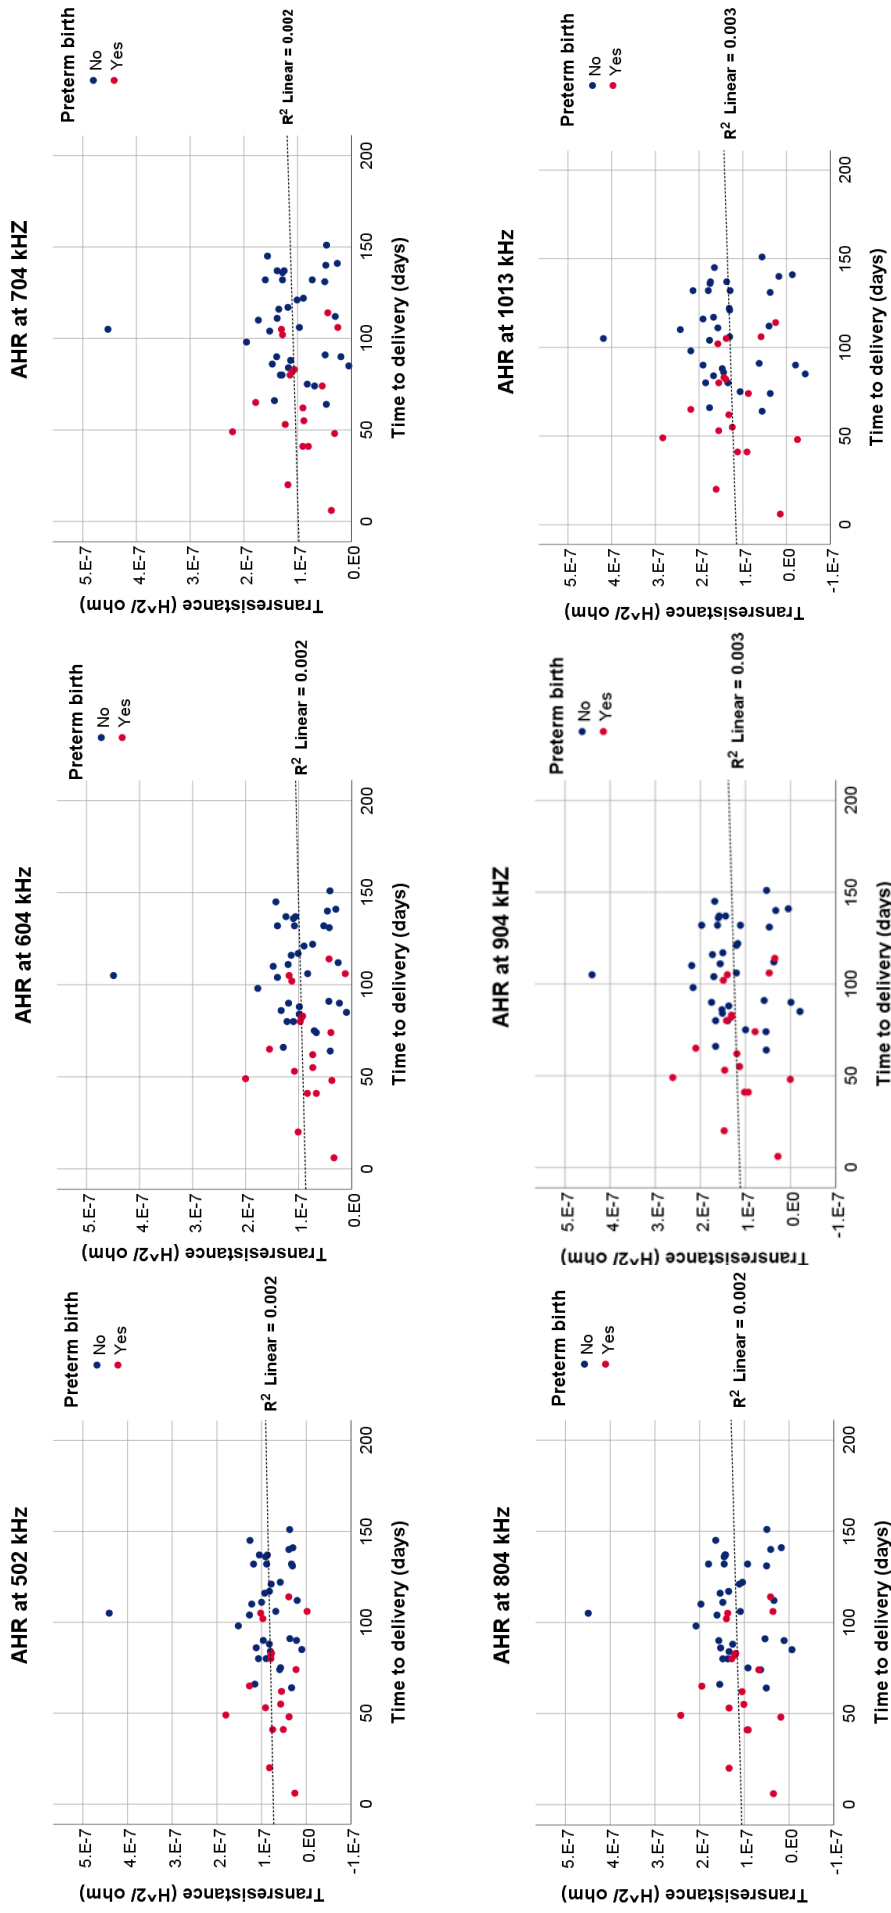 AHR at 502 kHz
Transresistance (H^2/ ohm)
5.E-7
4.E-7
3.E-7
2.E-7
1.E-7
0.E0
-1.E-7
0
50
100
150
200
Time to delivery (days)
Preterm birth
No
Yes
R² Linear = 0.002
AHR at 604 kHz
Transresistance (H^2/ ohm)
5.E-7
4.E-7
3.E-7
2.E-7
1.E-7
0.E0
0
50
100
150
200
Time to delivery (days)
Preterm birth
No
Yes
R² Linear = 0.002
AHR at 704 kHZ
Transresistance (H^2/ ohm)
5.E-7
4.E-7
3.E-7
2.E-7
1.E-7
0.E0
0
50
100
150
200
Time to delivery (days)
Preterm birth
No
Yes
R² Linear = 0.002
AHR at 804 kHz
Transresistance (H^2/ ohm)
5.E-7
4.E-7
3.E-7
2.E-7
1.E-7
0.E0
-1.E-7
0
50
100
150
200
Time to delivery (days)
Preterm birth
No
Yes
R² Linear = 0.002
AHR at 904 kHZ
Transresistance (H^2/ ohm)
5.E-7
4.E-7
3.E-7
2.E-7
1.E-7
0.E0
-1.E-7
0
50
100
150
200
Time to delivery (days)
Preterm birth
No
Yes
R² Linear = 0.003
AHR at 1013 kHz
Transresistance (H^2/ ohm)
5.E-7
4.E-7
3.E-7
2.E-7
1.E-7
0.E0
-1.E-7
0
50
100
150
200
Time to delivery (days)
Preterm birth
No
Yes
R² Linear = 0.003